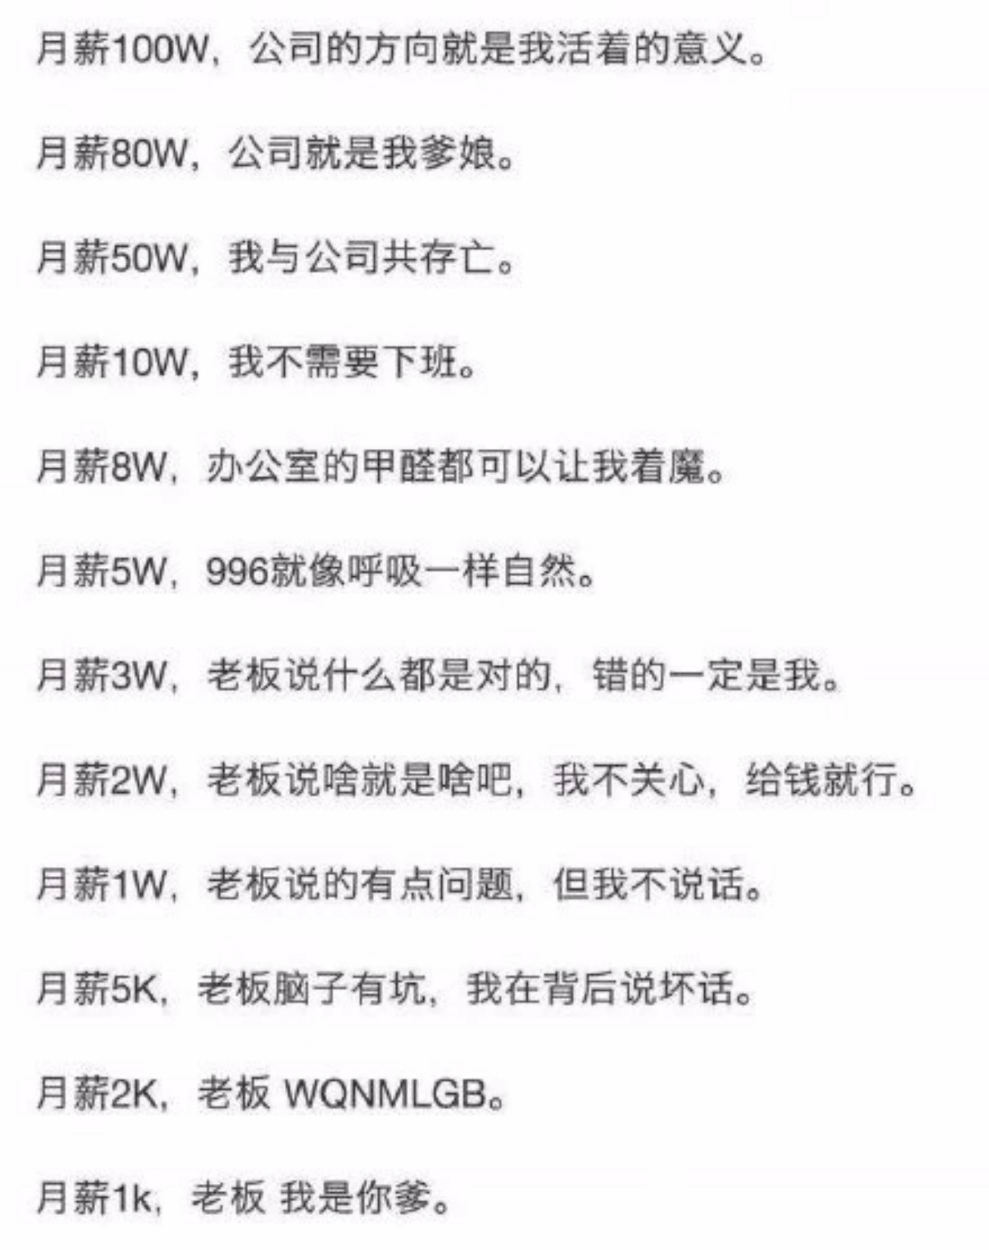 月薪100W，公司的方向就是我活着的意义。
月薪80W，公司就是我爹娘。
月薪50W，我与公司共存亡。
月薪10W，我不需要下班。
月薪8W，办公室的甲醛都可以让我着魔。
月薪5W，996就像呼吸一样自然。
月薪3W，老板说什么都是对的，错的一定是我。
月薪2W，老板说啥就是啥吧，我不关心，给钱就行。
月薪1W，老板说的有点问题，但我不说话。
月薪5K，老板脑子有坑，我在背后说坏话。
月薪2K，老板 WQNMLGB。
月薪1k，老板 我是你爹。